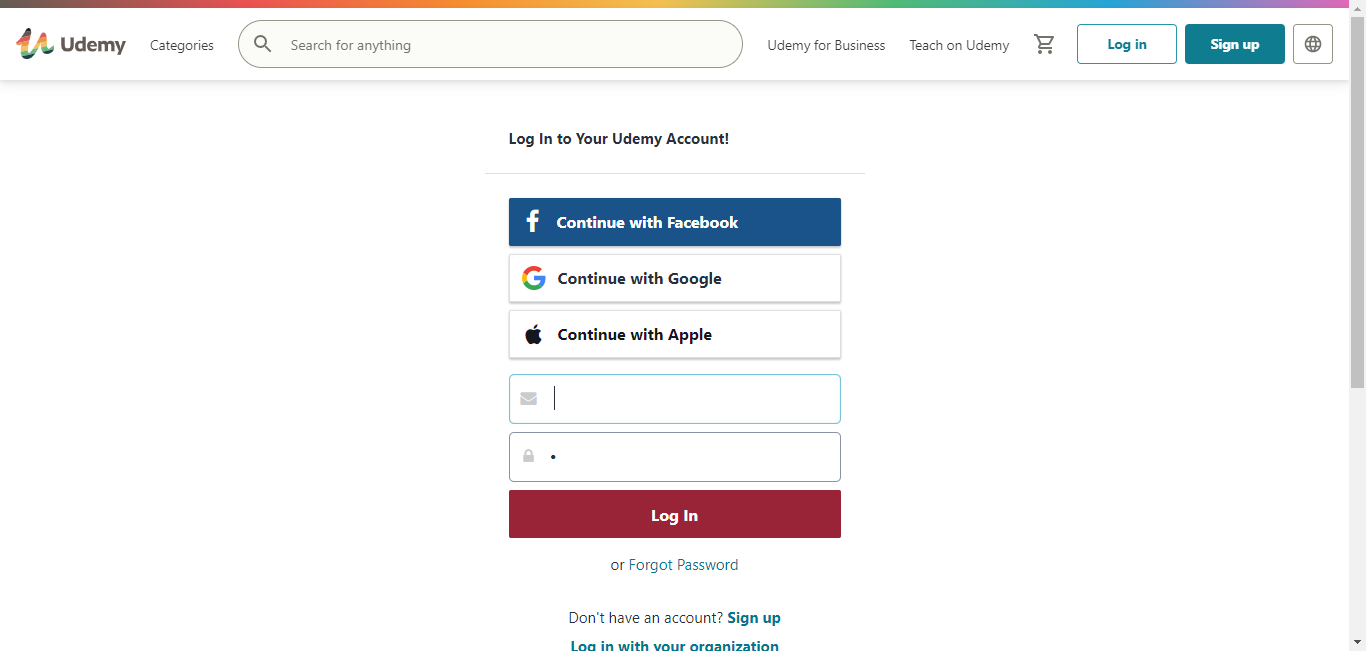 Udemy Categories Search for anything Udemy for Business Teach on Udemy Log in Sign up
Log In to Your Udemy Account!
Continue with Facebook
Continue with Google
Continue with Apple
Log In
or Forgot Password
Don't have an account? Sign up
Log in with your organization